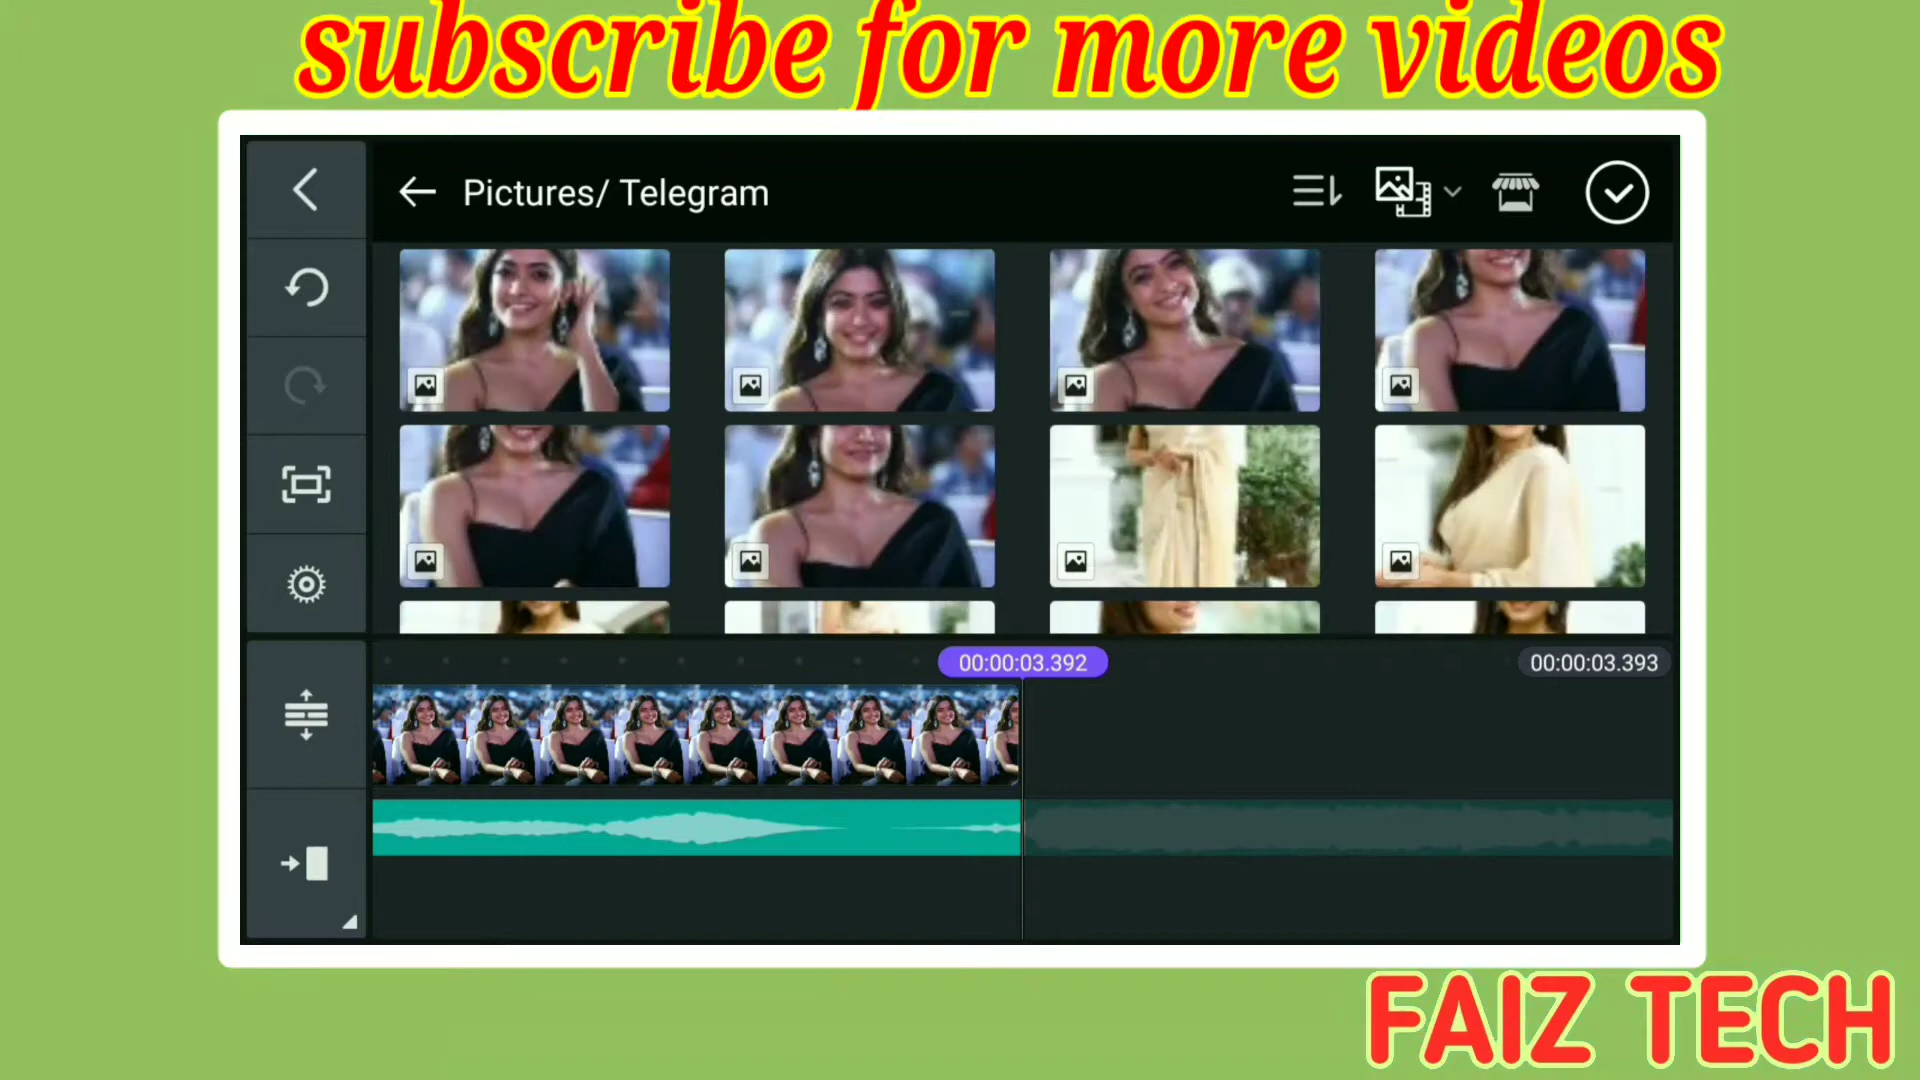 subscribe for more videos
Pictures/ Telegram
00:00:03.392
00:00:03.393
FAIZ TECH